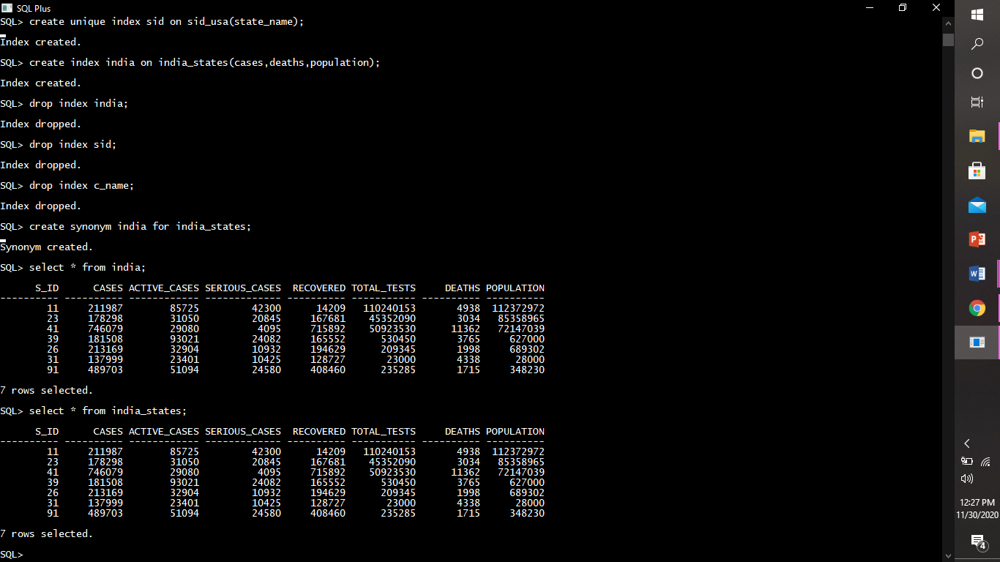 SQL Plus
SQL> create unique index sid on sid_usa(state_name);
Index created.
SQL> create index india on india_states(cases,deaths,population);
Index created.
SQL> drop index india;
Index dropped.
SQL> drop index sid;
Index dropped.
SQL> drop index c_name;
Index dropped.
SQL> create synonym india for india_states;
Synonym created.
SQL> select * from india;
S_ID CASES ACTIVE_CASES SERIOUS_CASES RECOVERED TOTAL_TESTS DEATHS POPULATION
---------- ---------- ------------ ------------- ---------- ----------- ---------- ----------
11 211987 85725 42300 14209 110240153 4938 112372972
23 178298 31050 20845 167681 45352090 3034 85358965
41 746079 29080 4095 715892 50923530 11362 72147039
39 181508 93021 24082 165552 530450 3765 627000
26 213169 32904 10932 194629 209345 1998 689302
31 137999 23401 10425 128727 23000 4338 28000
91 489703 51094 24580 408460 235285 1715 348230
7 rows selected.
SQL> select * from india_states;
S_ID CASES ACTIVE_CASES SERIOUS_CASES RECOVERED TOTAL_TESTS DEATHS POPULATION
---------- ---------- ------------ ------------- ---------- ----------- ---------- ----------
11 211987 85725 42300 14209 110240153 4938 112372972
23 178298 31050 20845 167681 45352090 3034 85358965
41 746079 29080 4095 715892 50923530 11362 72147039
39 181508 93021 24082 165552 530450 3765 627000
26 213169 32904 10932 194629 209345 1998 689302
31 137999 23401 10425 128727 23000 4338 28000
91 489703 51094 24580 408460 235285 1715 348230
7 rows selected.
SQL>
P
W
12:27 PM
11/30/2020
4